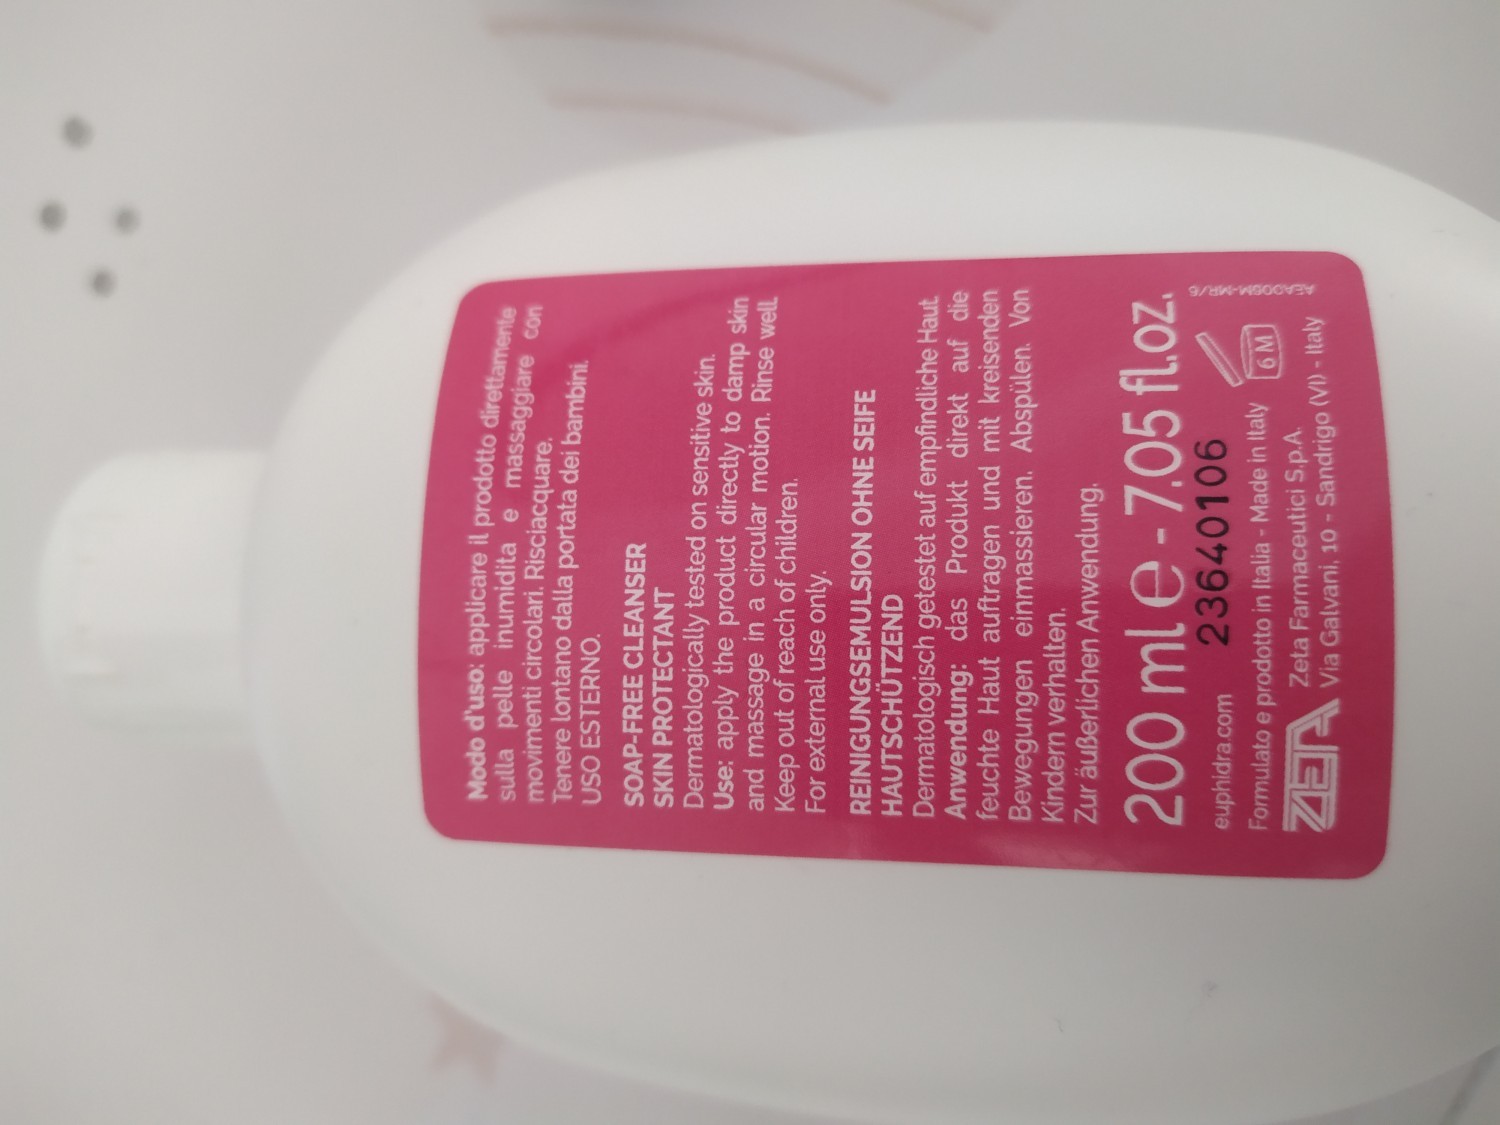 Modo d'uso: applicare il prodotto direttamente
sulla pelle inumidita e massaggiare con
movimenti circolari. Risciacquare.
Tenere lontano dalla portata dei bambini.
USO ESTERNO.
SOAP-FREE CLEANSER
SKIN PROTECTANT
Dermatologically tested on sensitive skin.
Use: apply the product directly to damp skin
and massage in a circular motion. Rinse well.
Keep out of reach of children.
For external use only.
REINIGUNGSEMULSION OHNE SEIFE
HAUTSCHÜTZEND
Dermatologisch getestet auf empfindliche Haut.
Anwendung: das Produkt direkt auf die
feuchte Haut auftragen und mit kreisenden
Bewegungen einmassieren. Abspülen. Von
Kindern verhalten.
Zur äußerlichen Anwendung.
200 ml e - 7.05 fl.oz.
23640106
euphidra.com
Formulato e prodotto in Italia - Made in Italy
6 M
ZETA
Zeta Farmaceutici S.p.A.
Via Galvani, 10 - Sandrigo (VI) - Italy